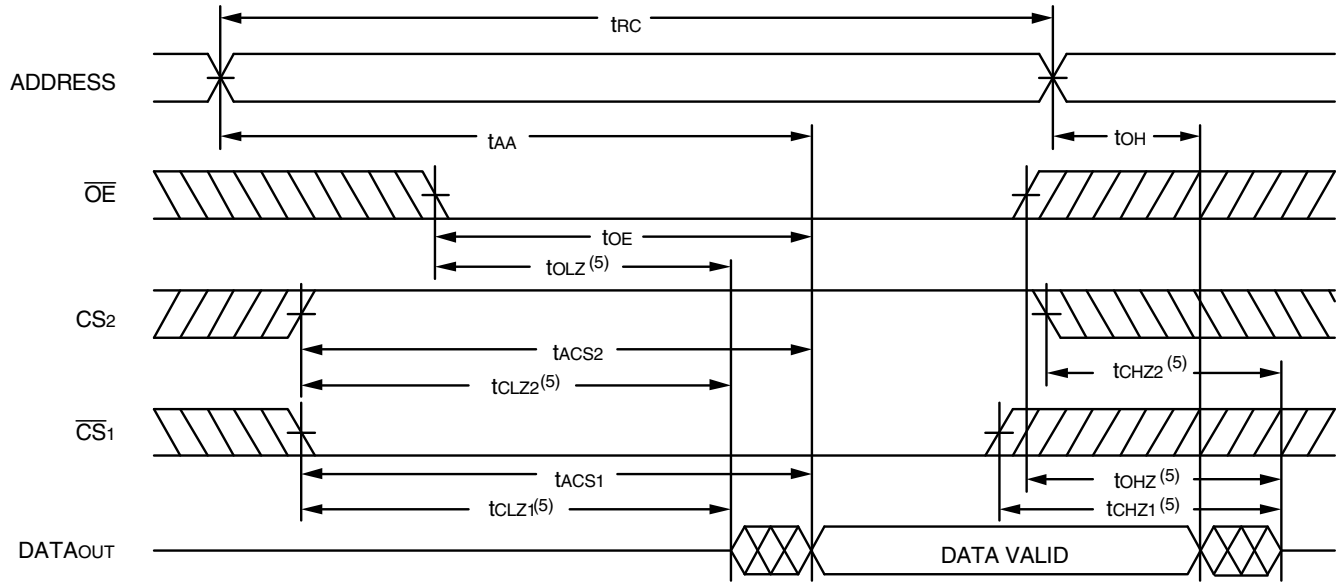 tRC
ADDRESS
tAA
tOH
OE
tOE
tOLZ (5)
CS2
tACS2
tCLZ2(5)
tCHZ2(5)
CS1
tACS1
tOHZ (5)
tCLZ1(5)
tCHZ1(5)
DATAOUT
DATA VALID